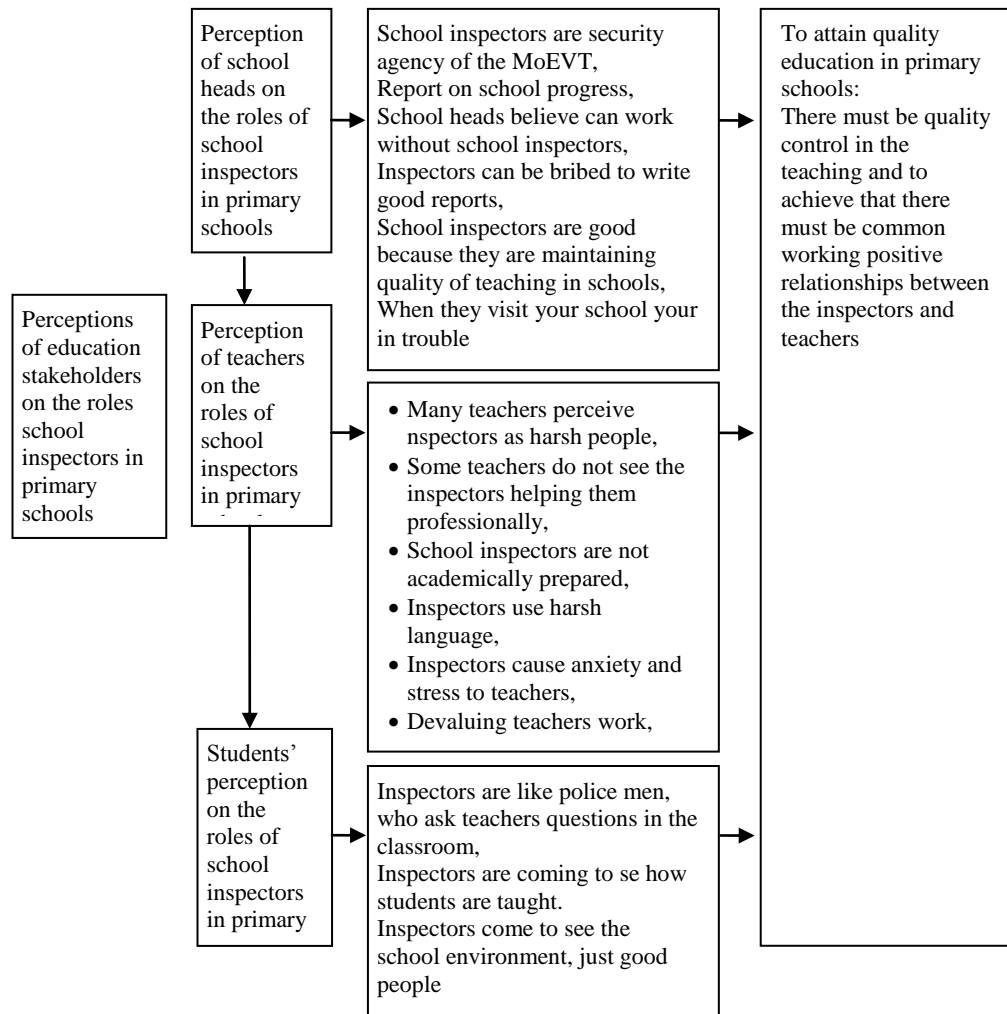 Perception
of school
heads on
the roles of
school
inspectors
in primary
schools
School inspectors are security
agency of the MoEVT,
Report on school progress,
School heads believe can work
without school inspectors,
Inspectors can be bribed to write
good reports,
School inspectors are good
because they are maintaining
quality of teaching in schools,
When they visit your school your
in trouble
To attain quality
education in primary
schools:
There must be quality
control in the
teaching and to
achieve that there
must be common
working positive
relationships between
the inspectors and
teachers
Perceptions
of education
stakeholders
on the roles
school
inspectors in
primary
schools
Perception
of teachers
on the
roles of
school
inspectors
in primary
• Many teachers perceive
nspectors as harsh people,
• Some teachers do not see the
inspectors helping them
professionally,
• School inspectors are not
academically prepared,
• Inspectors use harsh
language,
• Inspectors cause anxiety and
stress to teachers,
• Devaluing teachers work,
Students’
perception
on the
roles of
school
inspectors
in primary
Inspectors are like police men,
who ask teachers questions in the
classroom,
Inspectors are coming to se how
students are taught.
Inspectors come to see the
school environment, just good
people